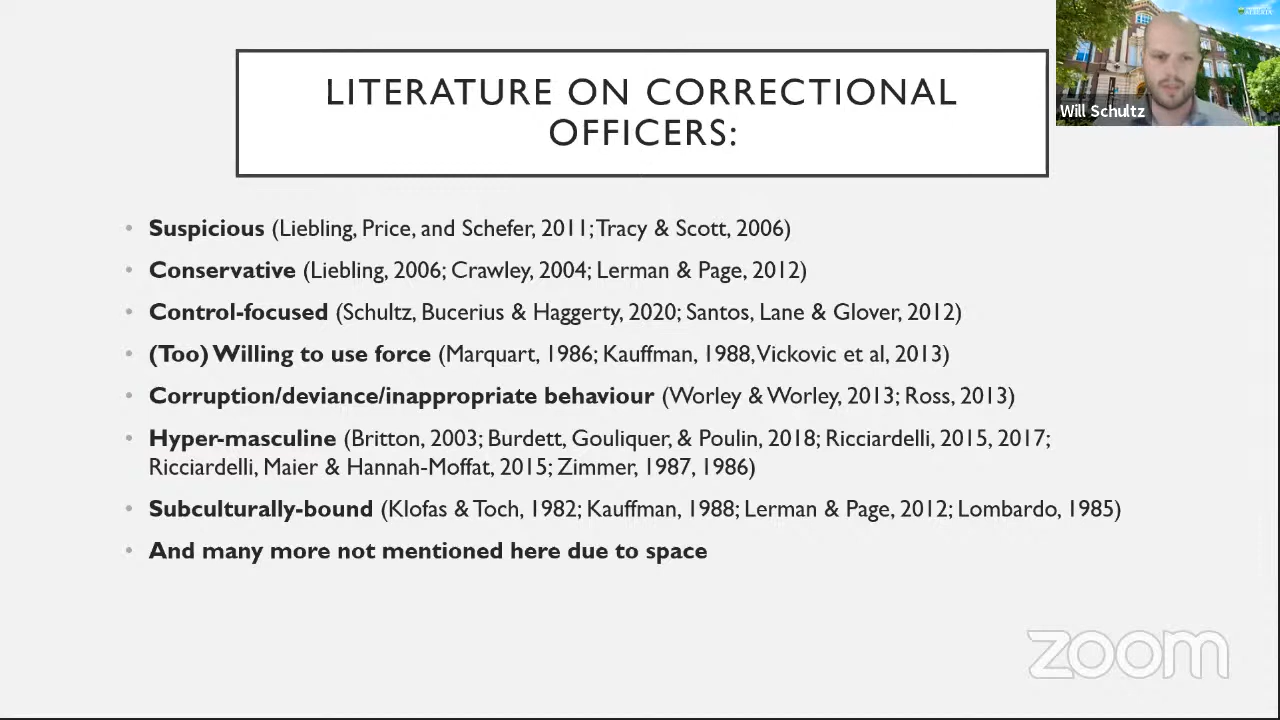 LITERATURE ON CORRECTIONAL
OFFICERS:
Will Schultz
• Suspicious (Liebling, Price, and Schefer, 2011; Tracy & Scott, 2006)
• Conservative (Liebling, 2006; Crawley, 2004; Lerman & Page, 2012)
• Control-focused (Schultz, Bucerius & Haggerty, 2020; Santos, Lane & Glover, 2012)
• (Too) Willing to use force (Marquart, 1986; Kauffman, 1988, Vickovic et al, 2013)
• Corruption/deviance/inappropriate behaviour (Worley & Worley, 2013; Ross, 2013)
• Hyper-masculine (Britton, 2003; Burdett, Gouliquer, & Poulin, 2018; Ricciardelli, 2015, 2017;
Ricciardelli, Maier & Hannah-Moffat, 2015; Zimmer, 1987, 1986)
• Subculturally-bound (Klofas & Toch, 1982; Kauffman, 1988; Lerman & Page, 2012; Lombardo, 1985)
• And many more not mentioned here due to space
zoom